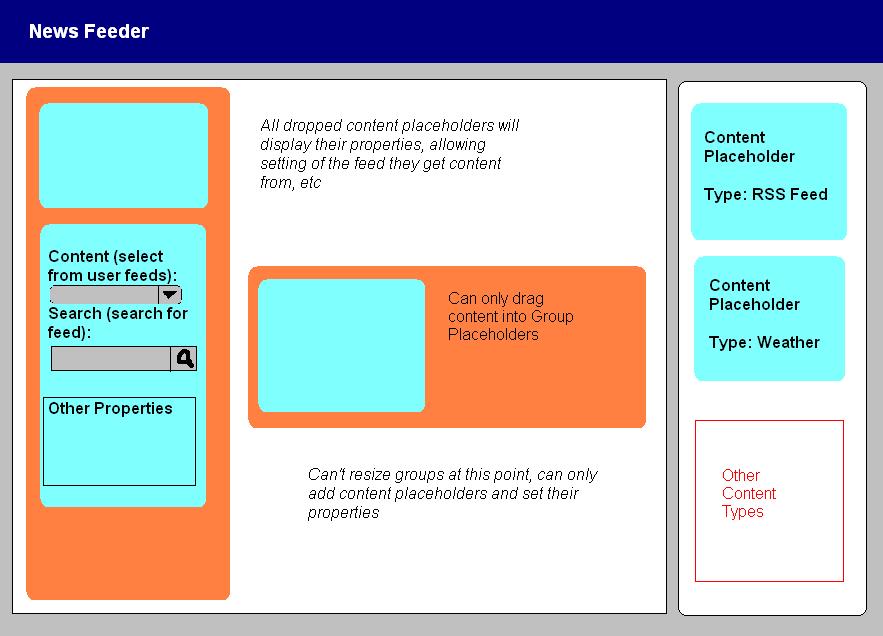 News Feeder
All dropped content placeholders will
display their properties, allowing
setting of the feed they get content
from, etc
Content (select
from user feeds):
Search (search for
feed):
Other Properties
Can only drag
content into Group
Placeholders
Can't resize groups at this point, can only
add content placeholders and set their
properties
Content
Placeholder
Type: RSS Feed
Content
Placeholder
Type: Weather
Other
Content
Types